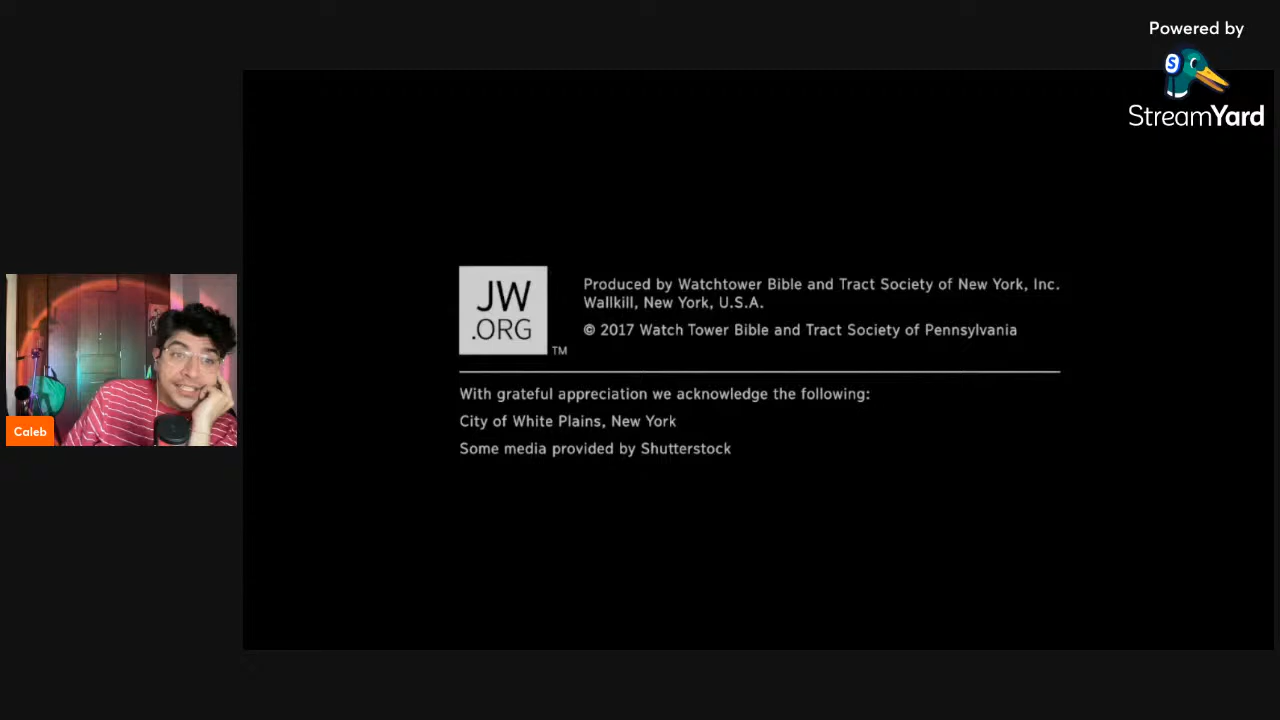 Powered by
S
StreamYard
JW
.ORG
TM
Produced by Watchtower Bible and Tract Society of New York, Inc.
Wallkill, New York, U.S.A.
© 2017 Watch Tower Bible and Tract Society of Pennsylvania
With grateful appreciation we acknowledge the following:
City of White Plains, New York
Some media provided by Shutterstock
Caleb